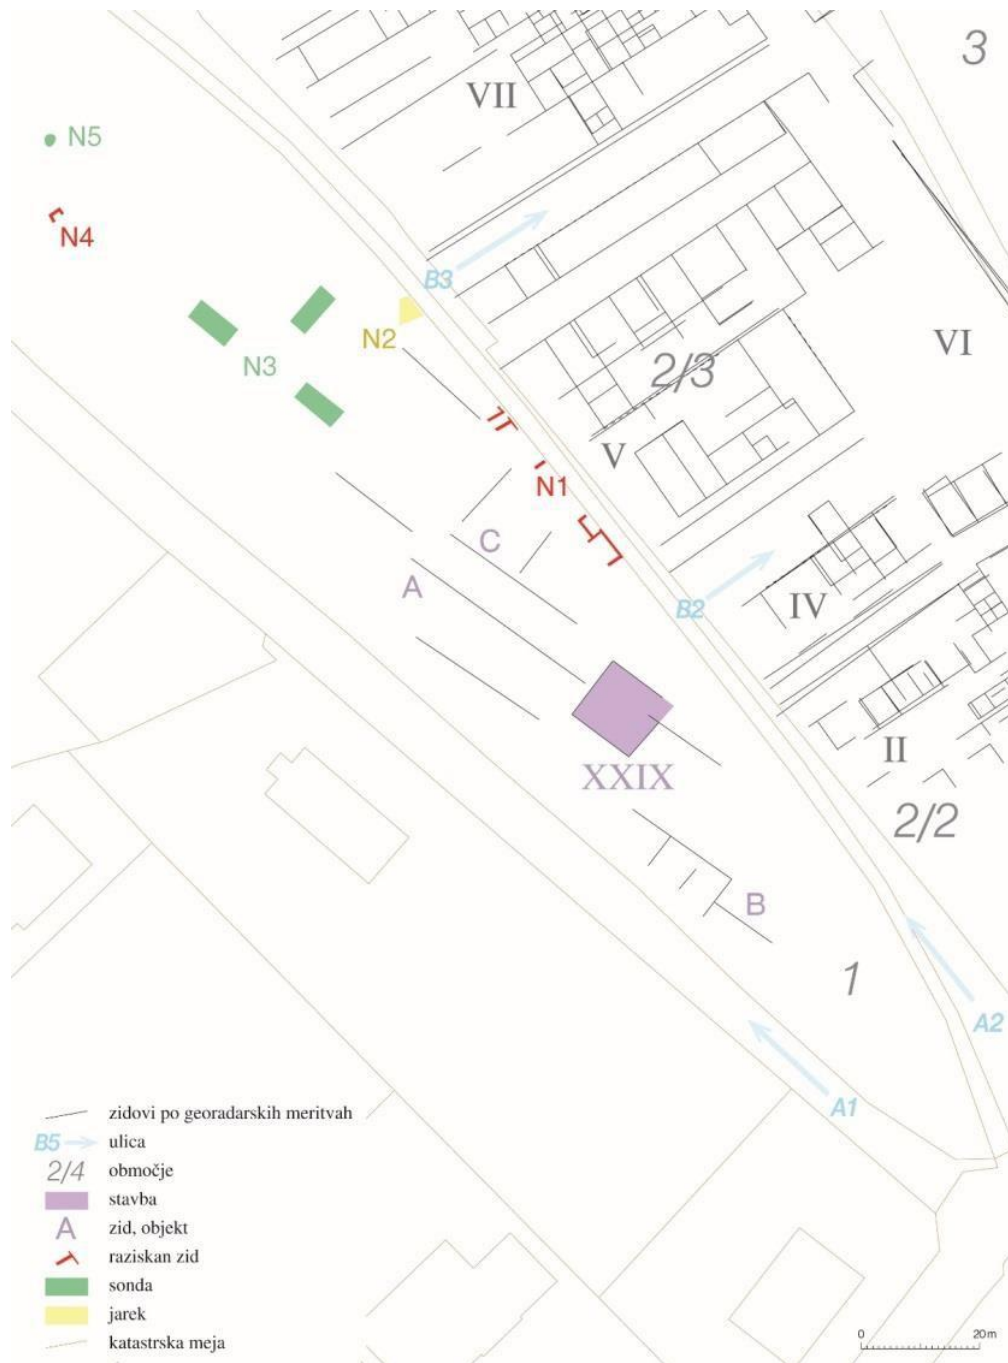 3
VII
N5
N4
B3
N2
N3
VI
2/3
V
N1
C
A
B2
IV
II
XXIX
2/2
B
1
A2
A1
zidovi po georadarskih meritvah
B5 ulica
2/4 območje
stavba
A zid, objekt
raziskan zid
sonda
jarek
katastrska meja
0 20 m